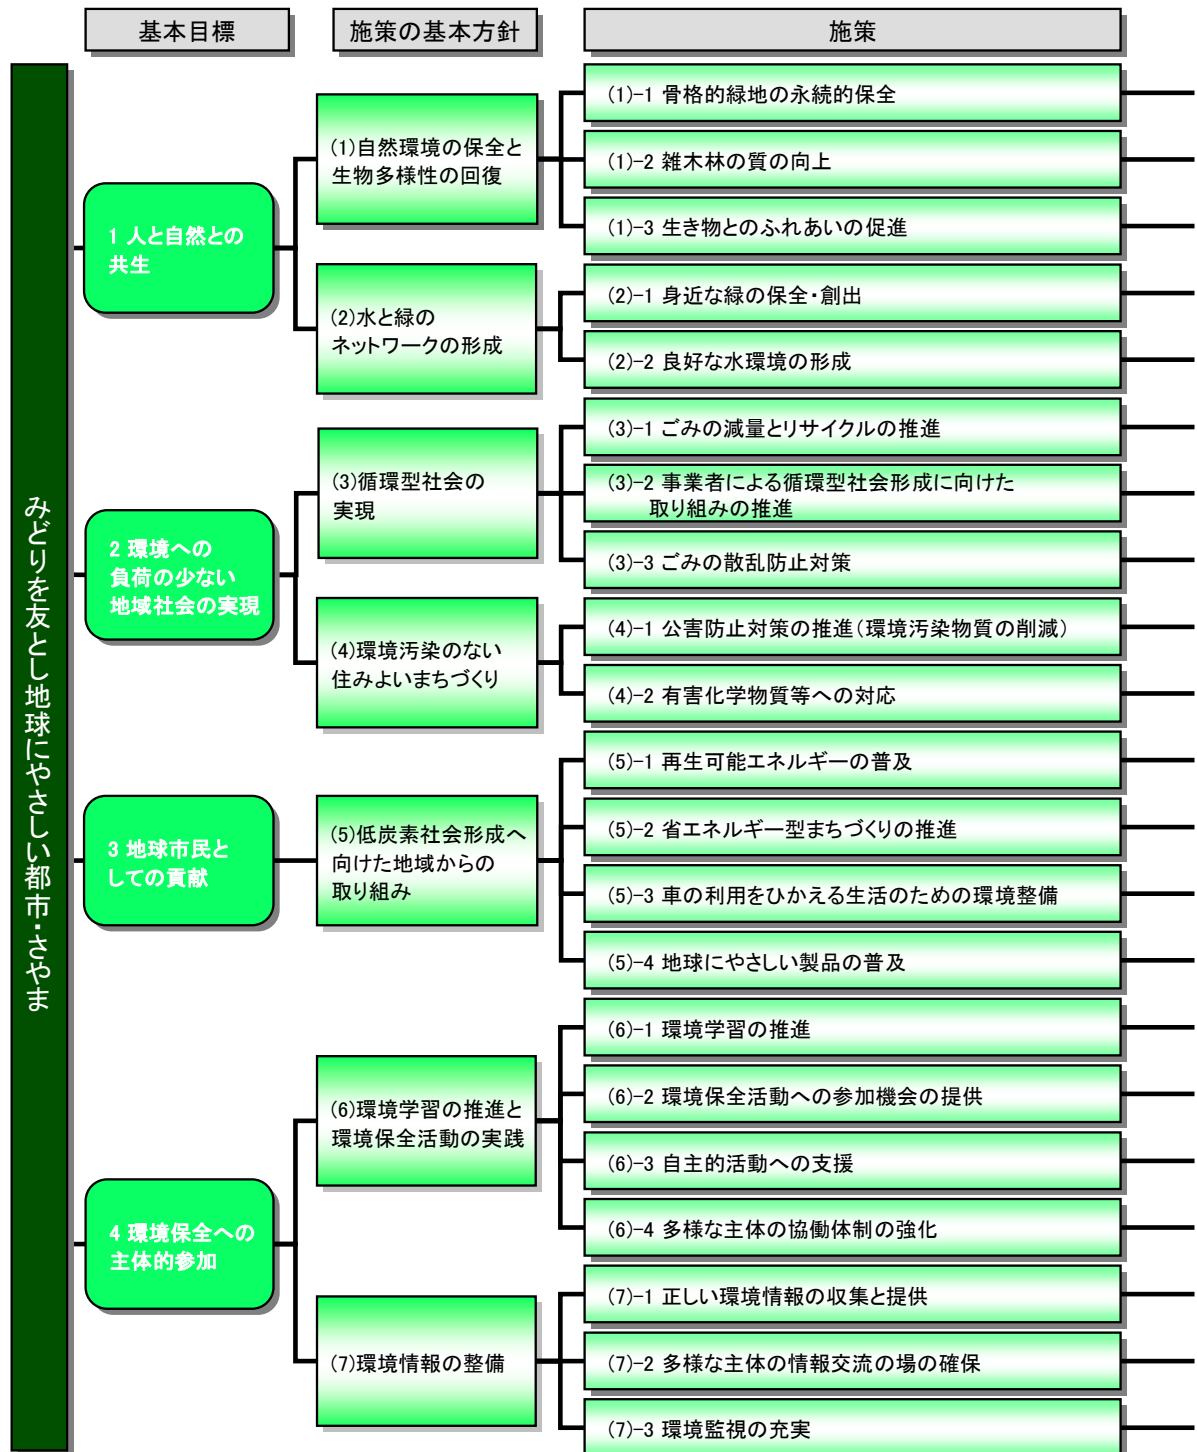 基本目標
施策の基本方針
施策
みどりを友とし地球にやさしい都市・さやま
1 人と自然との
共生
(1)自然環境の保全と
生物多様性の回復
(1)-1 骨格的緑地の永続的保全
(1)-2 雑木林の質の向上
(1)-3 生き物とのふれあいの促進
(2)水と緑の
ネットワークの形成
(2)-1 身近な緑の保全・創出
(2)-2 良好な水環境の形成
2 環境への
負荷の少ない
地域社会の実現
(3)循環型社会の
実現
(3)-1 ごみの減量とリサイクルの推進
(3)-2 事業者による循環型社会形成に向けた
取り組みの推進
(3)-3 ごみの散乱防止対策
(4)環境汚染のない
住みよいまちづくり
(4)-1 公害防止対策の推進(環境汚染物質の削減)
(4)-2 有害化学物質等への対応
3 地球市民と
しての貢献
(5)低炭素社会形成へ
向けた地域からの
取り組み
(5)-1 再生可能エネルギーの普及
(5)-2 省エネルギー型まちづくりの推進
(5)-3 車の利用をひかえる生活のための環境整備
(5)-4 地球にやさしい製品の普及
4 環境保全への
主体的参加
(6)環境学習の推進と
環境保全活動の実践
(6)-1 環境学習の推進
(6)-2 環境保全活動への参加機会の提供
(6)-3 自主的活動への支援
(6)-4 多様な主体の協働体制の強化
(7)環境情報の整備
(7)-1 正しい環境情報の収集と提供
(7)-2 多様な主体の情報交流の場の確保
(7)-3 環境監視の充実